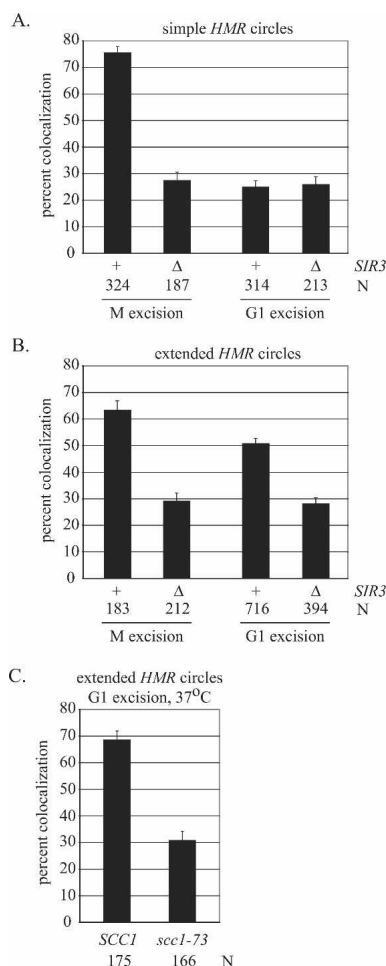 A.
simple HMR circles
percent colocalization
80
70
60
50
40
30
20
10
0
+ Δ + Δ SIR3
324 187 314 213 N
M excision G1 excision
B.
extended HMR circles
percent colocalization
80
70
60
50
40
30
20
10
0
+ Δ + Δ SIR3
183 212 716 394 N
M excision G1 excision
C.
extended HMR circles
G1 excision, 37°C
percent colocalization
80
70
60
50
40
30
20
10
0
SCC1 scc1-73
175 166 N